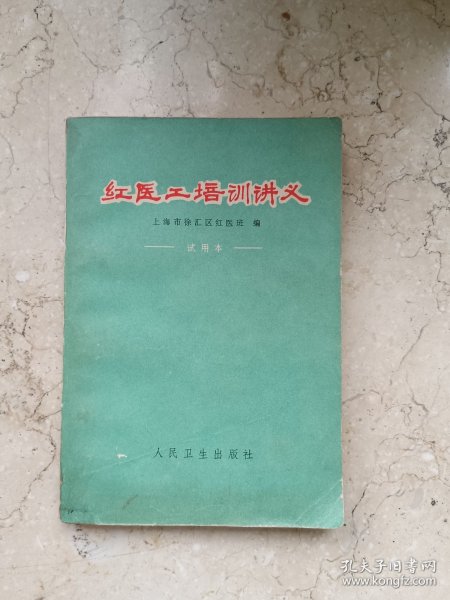 红医工培训讲义
上海市徐汇区红医班 编
试用本
人民卫生出版社
孔夫子旧书网
www.kongfz.com